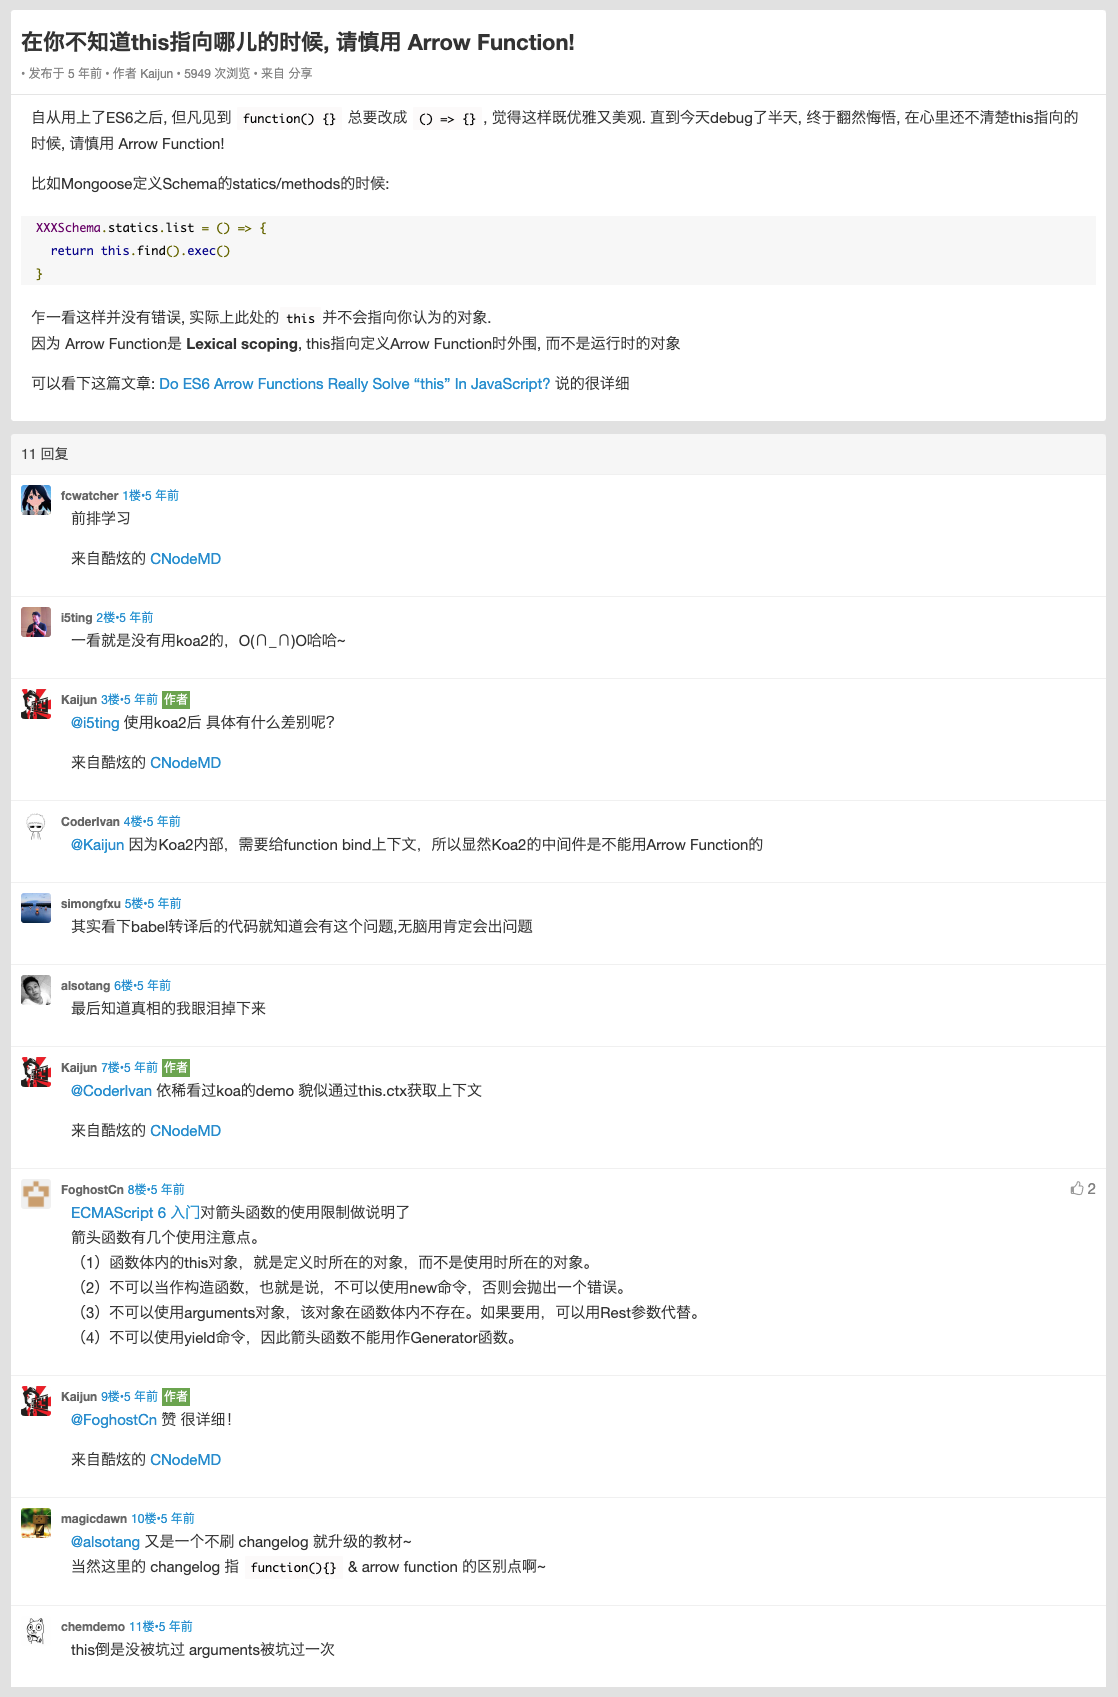 在你不知道this指向哪儿的时候, 请慎用 Arrow Function!
• 发布于 5 年前 • 作者 Kaijun • 5949 次浏览 • 来自 分享
自从用上了ES6之后, 但凡见到 function() {} 总要改成 () => {} , 觉得这样既优雅又美观. 直到今天debug了半天, 终于翻然悔悟, 在心里还不清楚this指向的
时候, 请慎用 Arrow Function!
比如Mongoose定义Schema的statics/methods的时候:
XXXSchema.statics.list = () => {
  return this.find().exec()
}
乍一看这样并没有错误, 实际上此处的 this 并不会指向你认为的对象.
因为 Arrow Function是 Lexical scoping, this指向定义Arrow Function时外围, 而不是运行时的对象
可以看下这篇文章: Do ES6 Arrow Functions Really Solve “this” In JavaScript? 说的很详细
11 回复
fcwatcher 1楼•5 年前
前排学习
来自酷炫的 CNodeMD
i5ting 2楼•5 年前
一看就是没有用koa2的，O(∩_∩)O哈哈~
Kaijun 3楼•5 年前 作者
@i5ting 使用koa2后 具体有什么差别呢？
来自酷炫的 CNodeMD
CoderIvan 4楼•5 年前
@Kaijun 因为Koa2内部，需要给function bind上下文，所以显然Koa2的中间件是不能用Arrow Function的
simongfxu 5楼•5 年前
其实看下babel转译后的代码就知道会有这个问题,无脑用肯定会出问题
alsotang 6楼•5 年前
最后知道真相的我眼泪掉下来
Kaijun 7楼•5 年前 作者
@CoderIvan 依稀看过koa的demo 貌似通过this.ctx获取上下文
来自酷炫的 CNodeMD
FoghostCn 8楼•5 年前 2
ECMAScript 6 入门对箭头函数的使用限制做说明了
箭头函数有几个使用注意点。
（1）函数体内的this对象，就是定义时所在的对象，而不是使用时所在的对象。
（2）不可以当作构造函数，也就是说，不可以使用new命令，否则会抛出一个错误。
（3）不可以使用arguments对象，该对象在函数体内不存在。如果要用，可以用Rest参数代替。
（4）不可以使用yield命令，因此箭头函数不能用作Generator函数。
Kaijun 9楼•5 年前 作者
@FoghostCn 赞 很详细！
来自酷炫的 CNodeMD
magicdawn 10楼•5 年前
@alsotang 又是一个不刷 changelog 就升级的教材~
当然这里的 changelog 指 function(){} & arrow function 的区别点啊~
chemdemo 11楼•5 年前
this倒是没被坑过 arguments被坑过一次